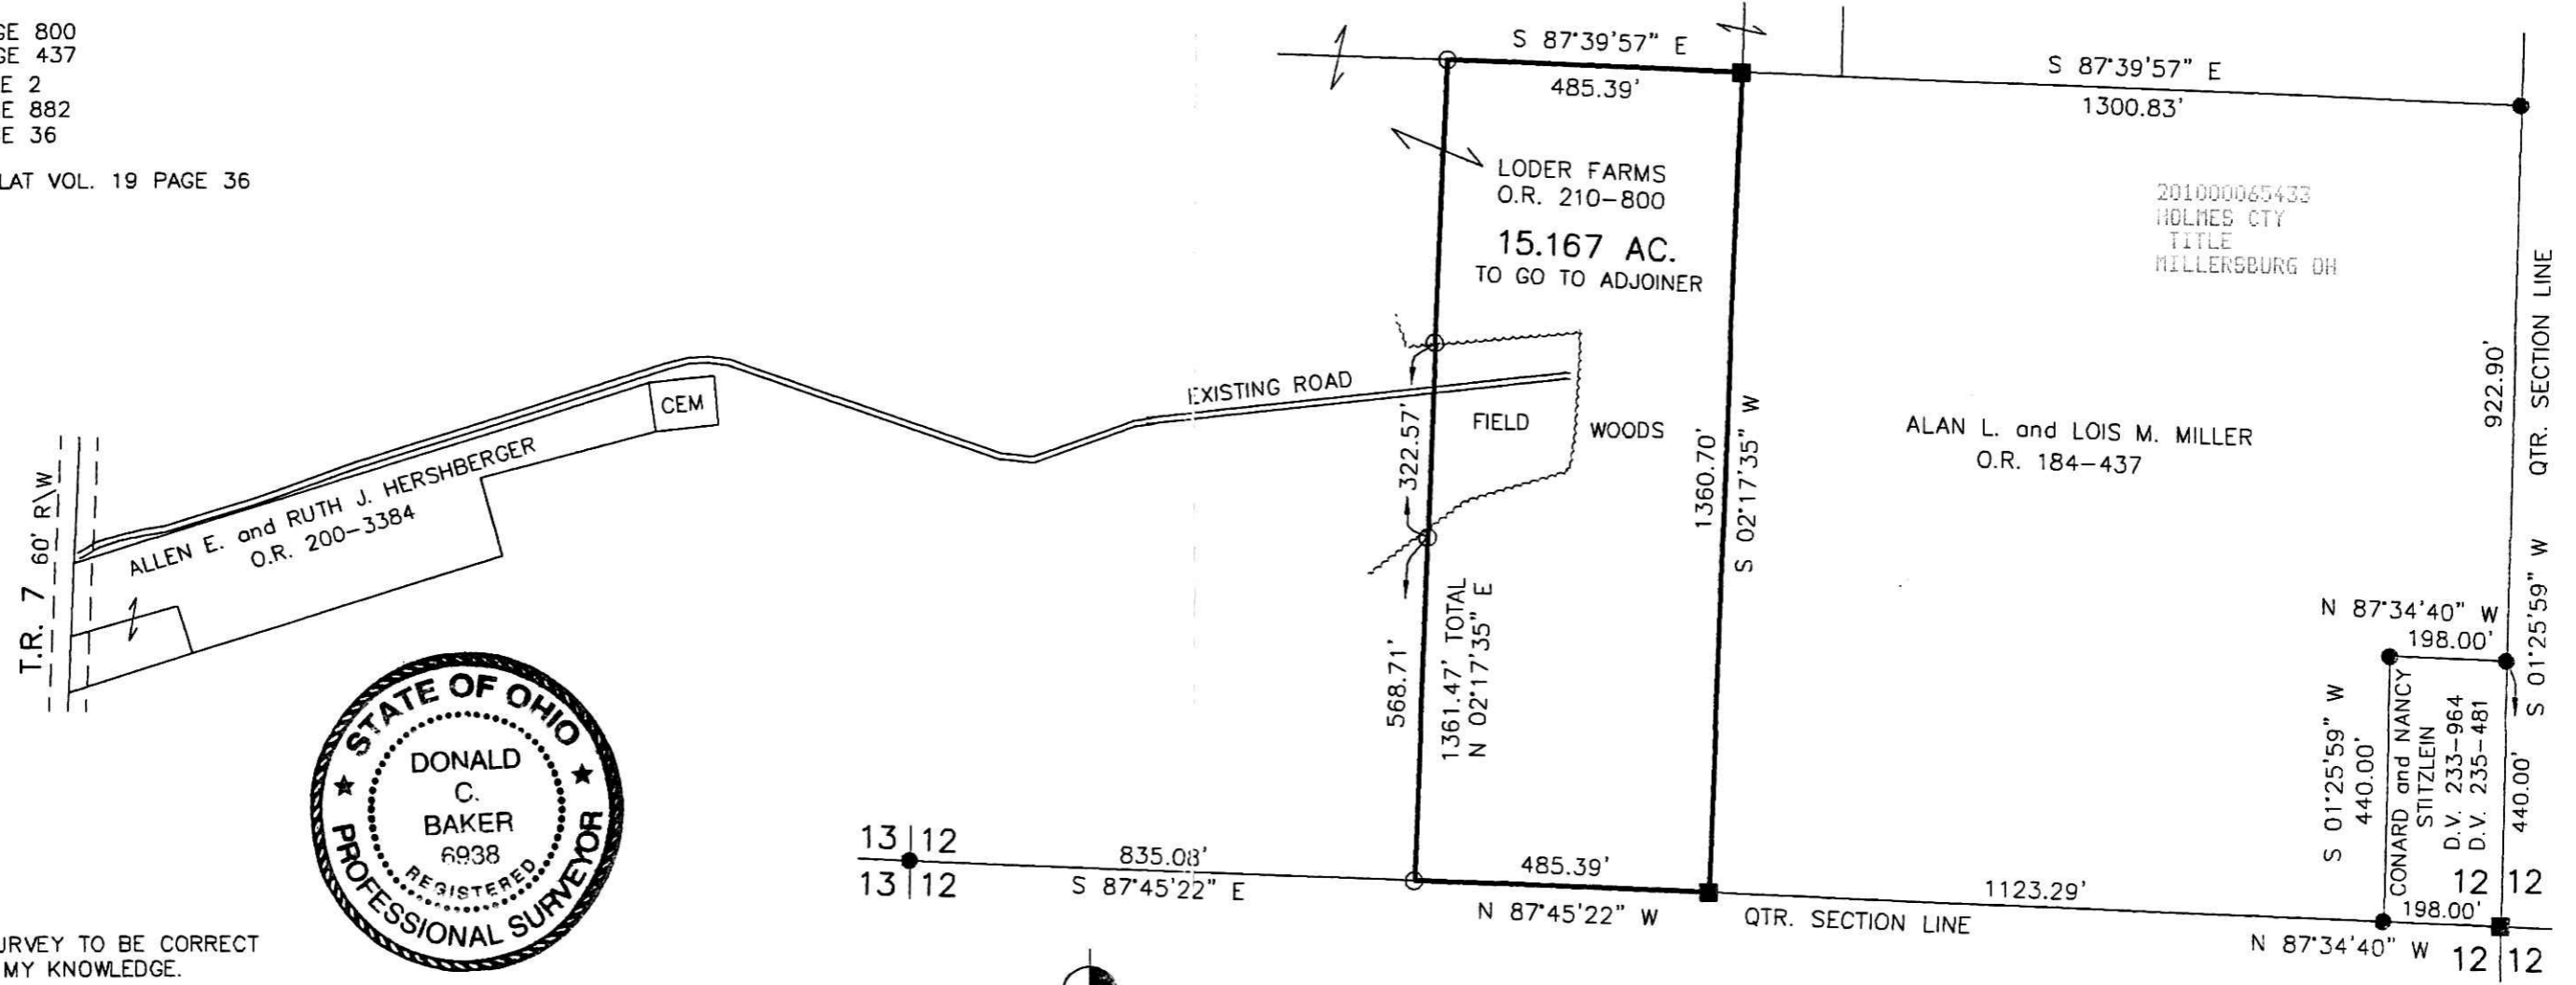 GE 800
GE 437
E 2
E 882
E 36
LAT VOL. 19 PAGE 36
S 87°39'57" E
485.39'
S 87°39'57" E
1300.83'
LODER FARMS
O.R. 210-800
15.167 AC.
TO GO TO ADJOINER
201000065433
HOLMES CTY
TITLE
MILLERSBURG OH
QTR. SECTION LINE
922.90'
S 01°25'59" W
EXISTING ROAD
CEM
FIELD
WOODS
322.57'
1360.70'
S 02°17'35" W
ALAN L. and LOIS M. MILLER
O.R. 184-437
T.R. 7 60' R\W
ALLEN E. and RUTH J. HERSHBERGER
O.R. 200-3384
568.71'
1361.47' TOTAL
N 02°17'35" E
N 87°34'40" W
198.00'
S 01°25'59" W
440.00'
CONARD and NANCY
STITZLEIN
D.V. 233-964
D.V. 235-481
440.00'
STATE OF OHIO
DONALD
C.
BAKER
6938
REGISTERED
PROFESSIONAL SURVEYOR
13 12
13 12
835.08'
S 87°45'22" E
485.39'
N 87°45'22" W
QTR. SECTION LINE
1123.29'
12 12
198.00'
N 87°34'40" W
12 12
URVEY TO BE CORRECT
MY KNOWLEDGE.